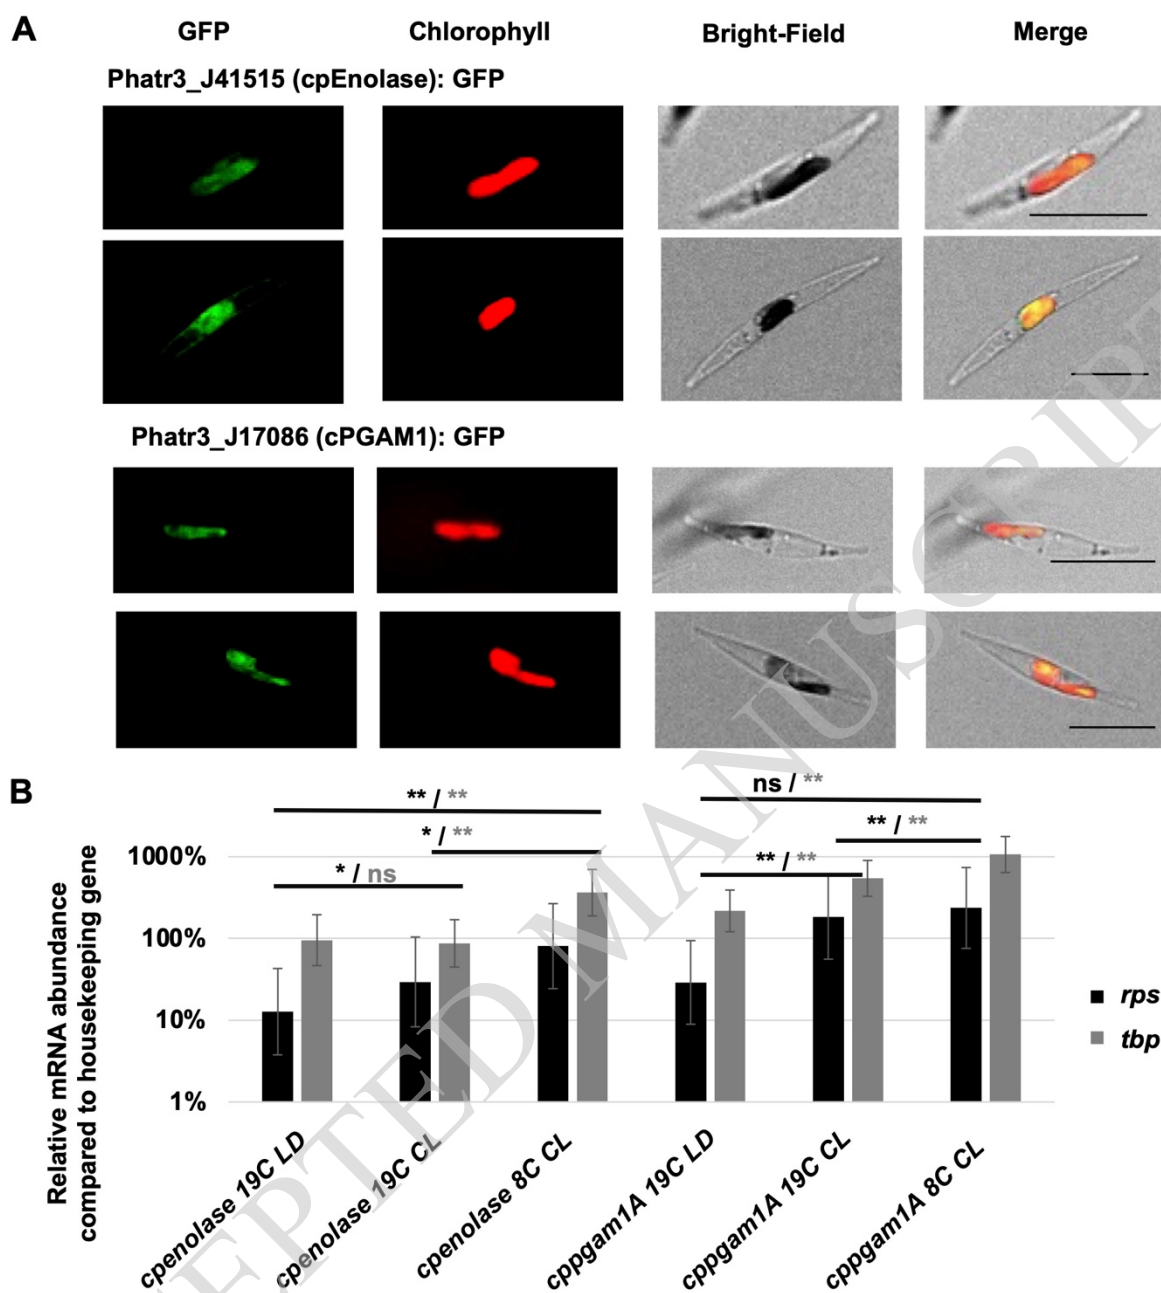 A
GFP Chlorophyll Bright-Field Merge
Phatr3_J41515 (cpEnolase): GFP
Phatr3_J17086 (cPGAM1): GFP
B
Relative mRNA abundance
compared to housekeeping gene
1000%
100%
10%
1%
** / **
* / **
* / ns
ns / **
** / **
** / **
rps
tbp
cpenolase 19C LD
cpenolase 19C CL
cpenolase 8C CL
cppgam1A 19C LD
cppgam1A 19C CL
cppgam1A 8C CL
EPTED MANUSCRIPT